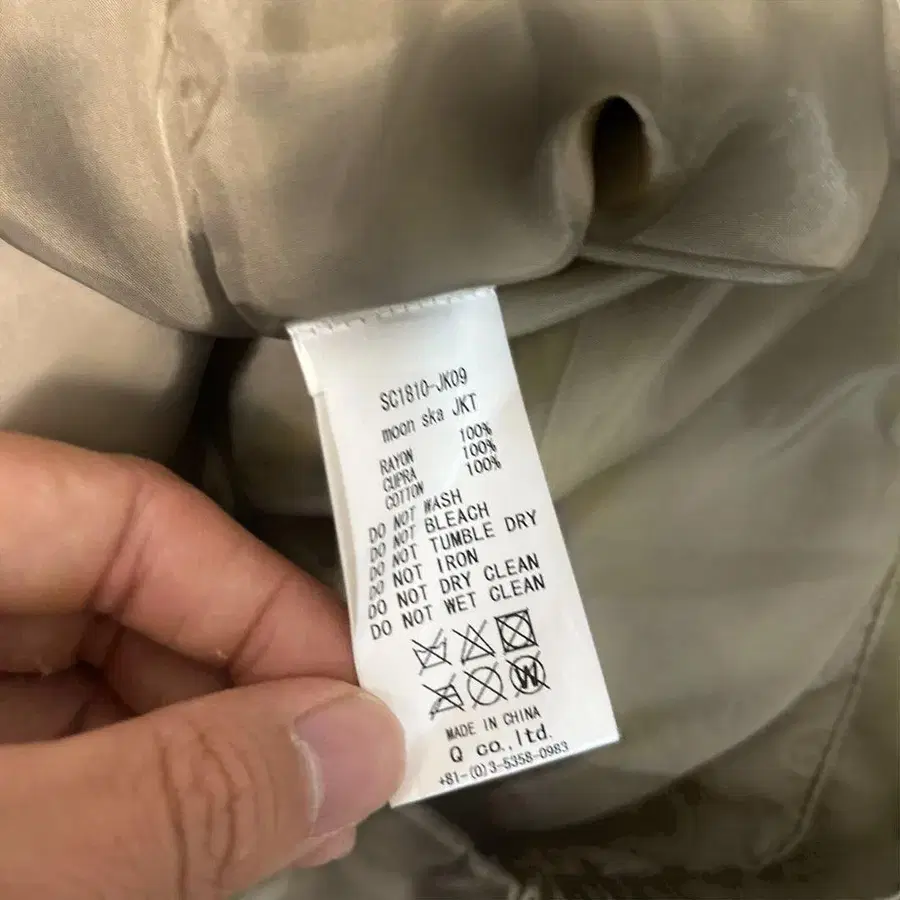 SC1810-JK09
moon ska JKT
RAYON 100%
CUPRA 100%
COTTON 100%
DO NOT WASH
DO NOT BLEACH
DO NOT TUMBLE DRY
DO NOT IRON
DO NOT DRY CLEAN
DO NOT WET CLEAN
W
MADE IN CHINA
Q co.,ltd.
+81-(0)3-5358-0983